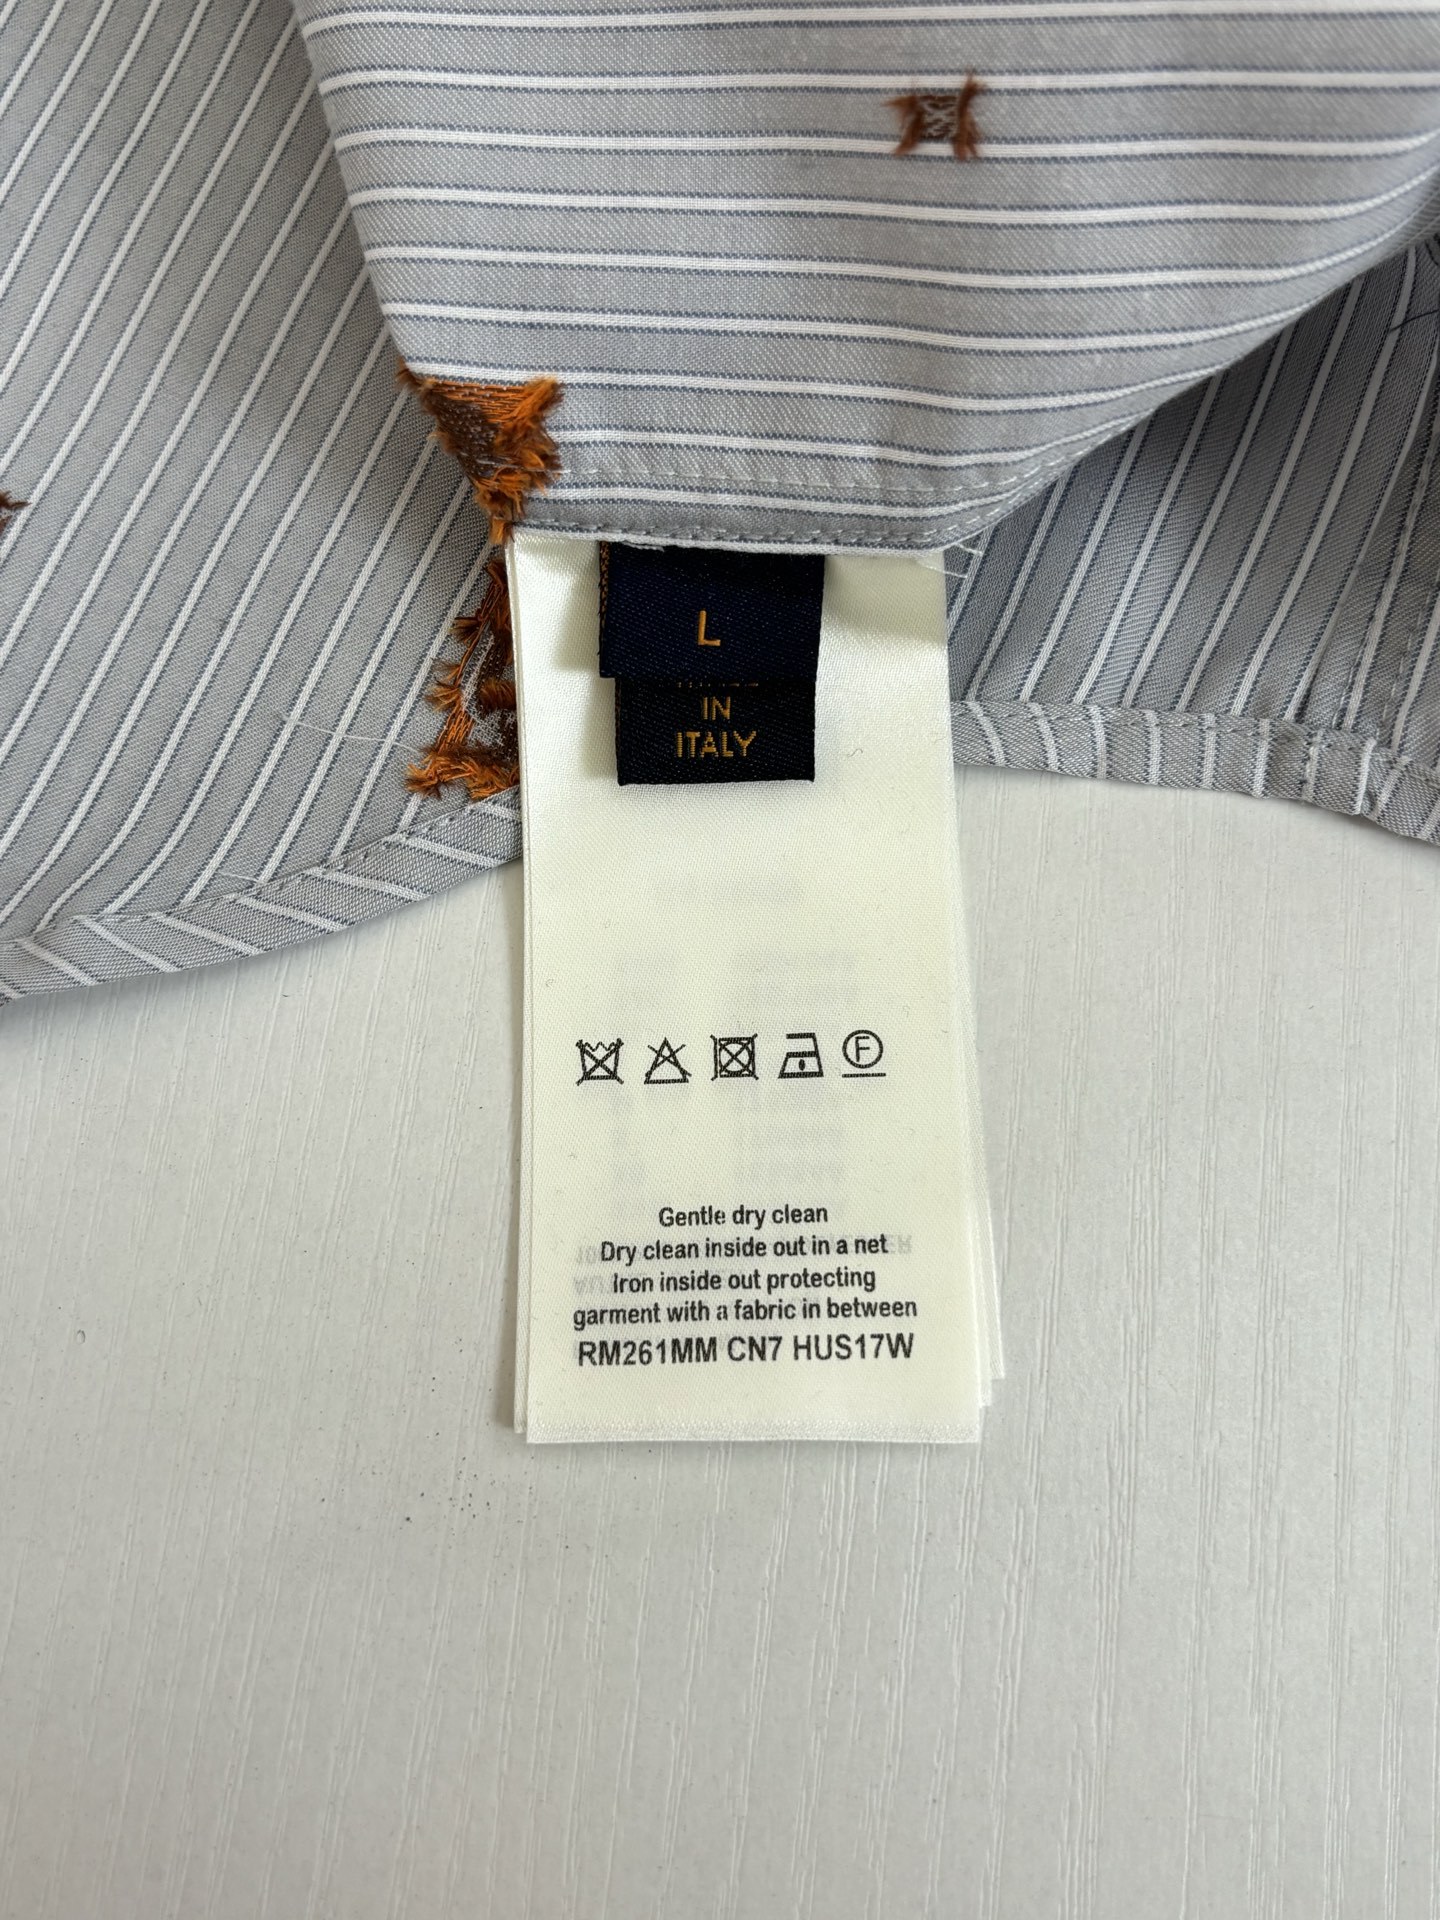 L
IN
ITALY
F
Gentle dry clean
Dry clean inside out in a net
Iron inside out protecting
garment with a fabric in between
RM261MM CN7 HUS17W